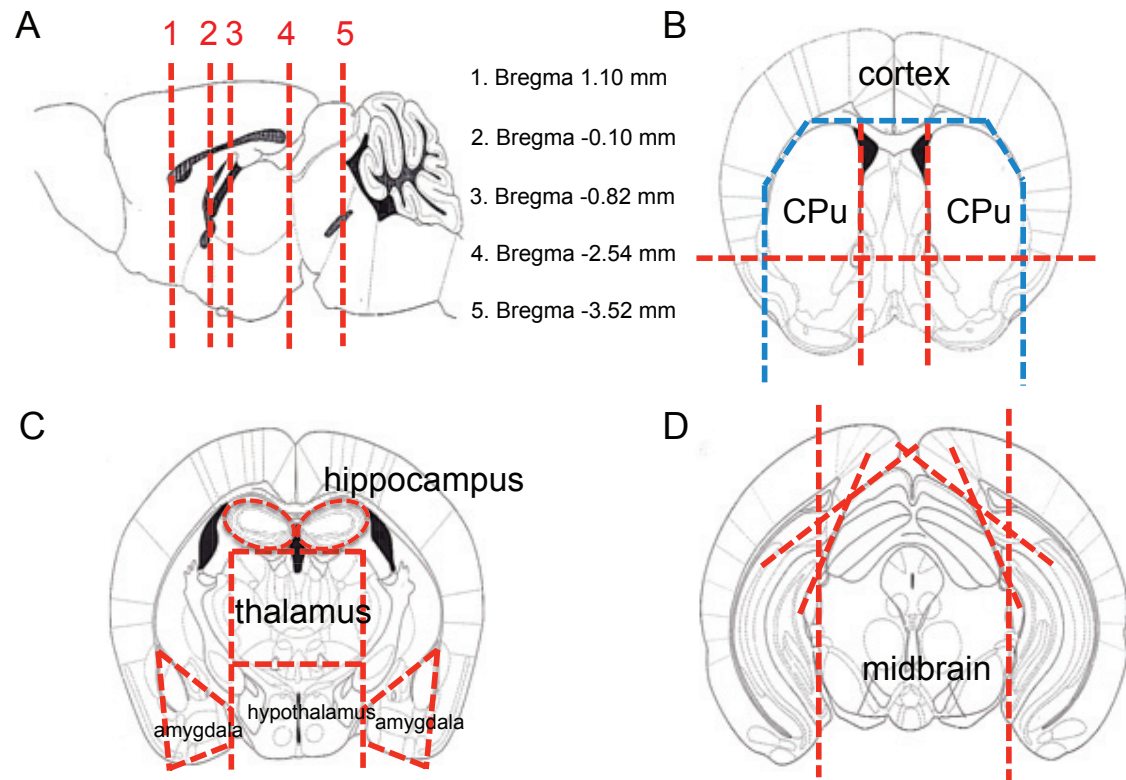 A
1 2 3 4 5
1. Bregma 1.10 mm
2. Bregma -0.10 mm
3. Bregma -0.82 mm
4. Bregma -2.54 mm
5. Bregma -3.52 mm
B
cortex
CPu CPu
C
hippocampus
thalamus
hypothalamus
amygdala amygdala
D
midbrain